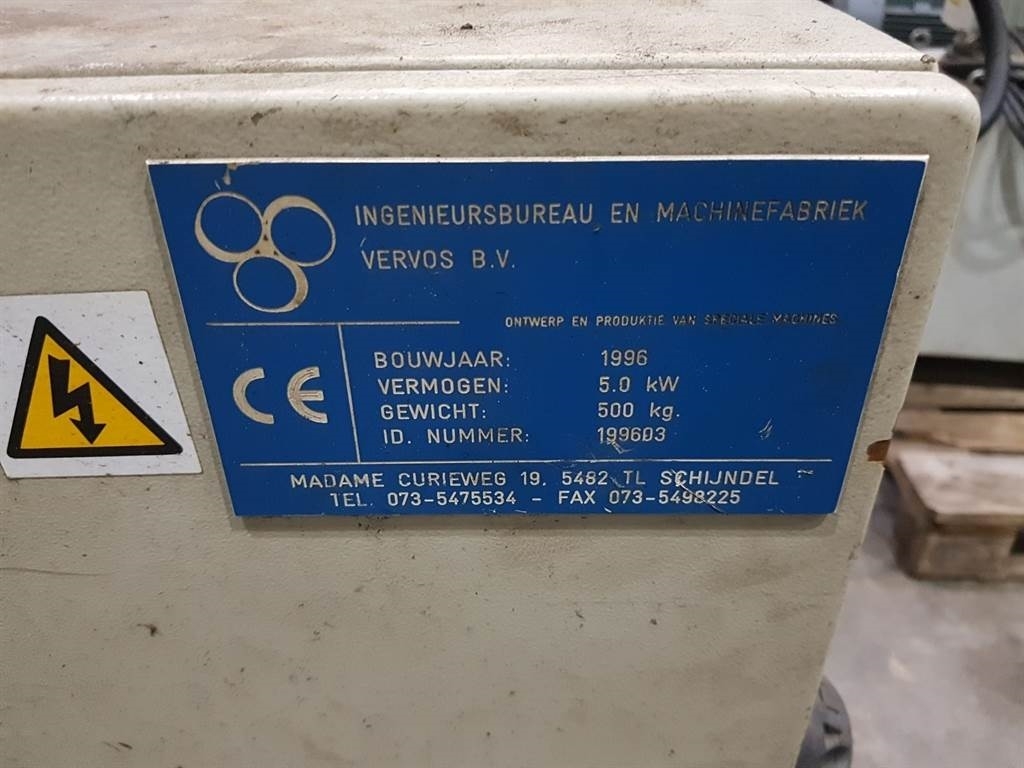 INGENIEURSBUREAU EN MACHINEFABRIEK
VERVOS B.V.
ONTWERP EN PRODUKTIE VAN SPECIALE MACHINES
CE
BOUWJAAR: 1996
VERMOGEN: 5.0 kW
GEWICHT: 500 kg.
ID. NUMMER: 199603
MADAME CURIEWEG 19, 5482 TL SCHIJNDEL
TEL. 073-5475534 - FAX 073-5498225